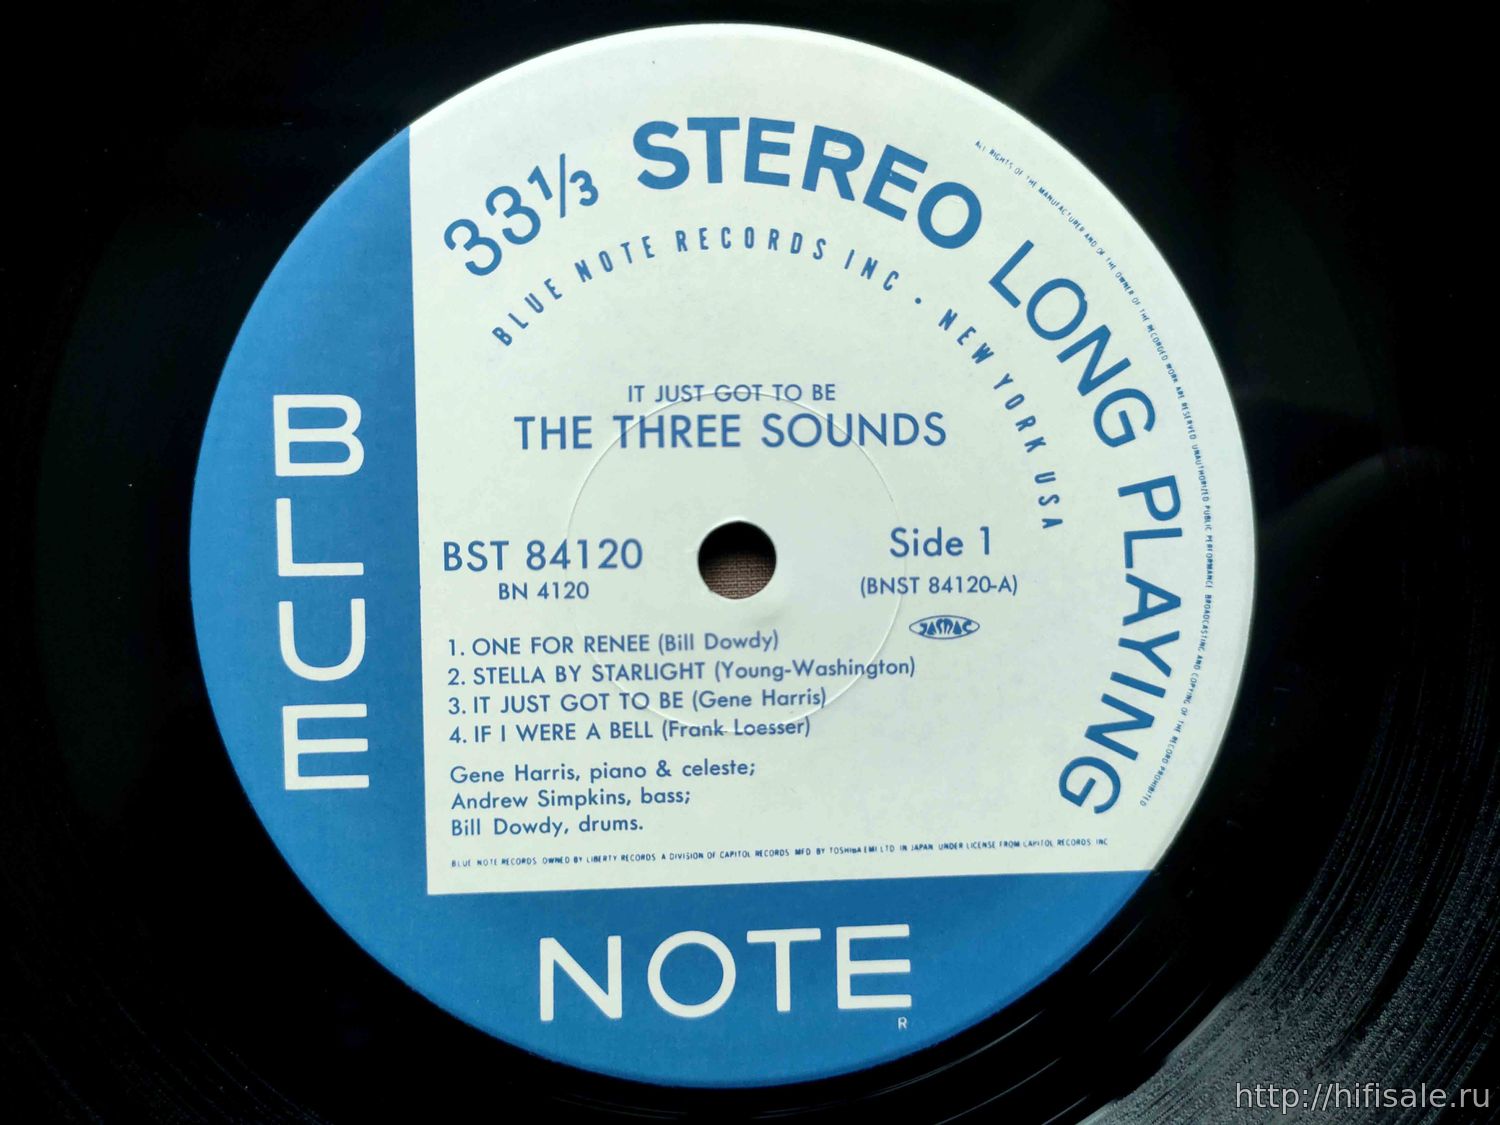 33⅓ STEREO LONG PLAYING
BLUE NOTE RECORDS INC • NEW YORK USA
ALL RIGHTS OF THE MANUFACTURER AND OF THE OWNER OF THE RECORDED WORK ARE RESERVED UNAUTHORIZED PUBLIC PERFORMANCE BROADCASTING AND COPYING OF THE RECORD PROHIBITED
IT JUST GOT TO BE
THE THREE SOUNDS
BST 84120
BN 4120
Side 1
(BNST 84120-A)
JASRAC
1. ONE FOR RENEE (Bill Dowdy)
2. STELLA BY STARLIGHT (Young-Washington)
3. IT JUST GOT TO BE (Gene Harris)
4. IF I WERE A BELL (Frank Loesser)
Gene Harris, piano & celeste;
Andrew Simpkins, bass;
Bill Dowdy, drums.
BLUE NOTE RECORDS OWNED BY LIBERTY RECORDS A DIVISION OF CAPITOL RECORDS MFD BY TOSHIBA EMI LTD IN JAPAN UNDER LICENSE FROM CAPITOL RECORDS INC
BLUE
NOTE
R
http://hifisale.ru